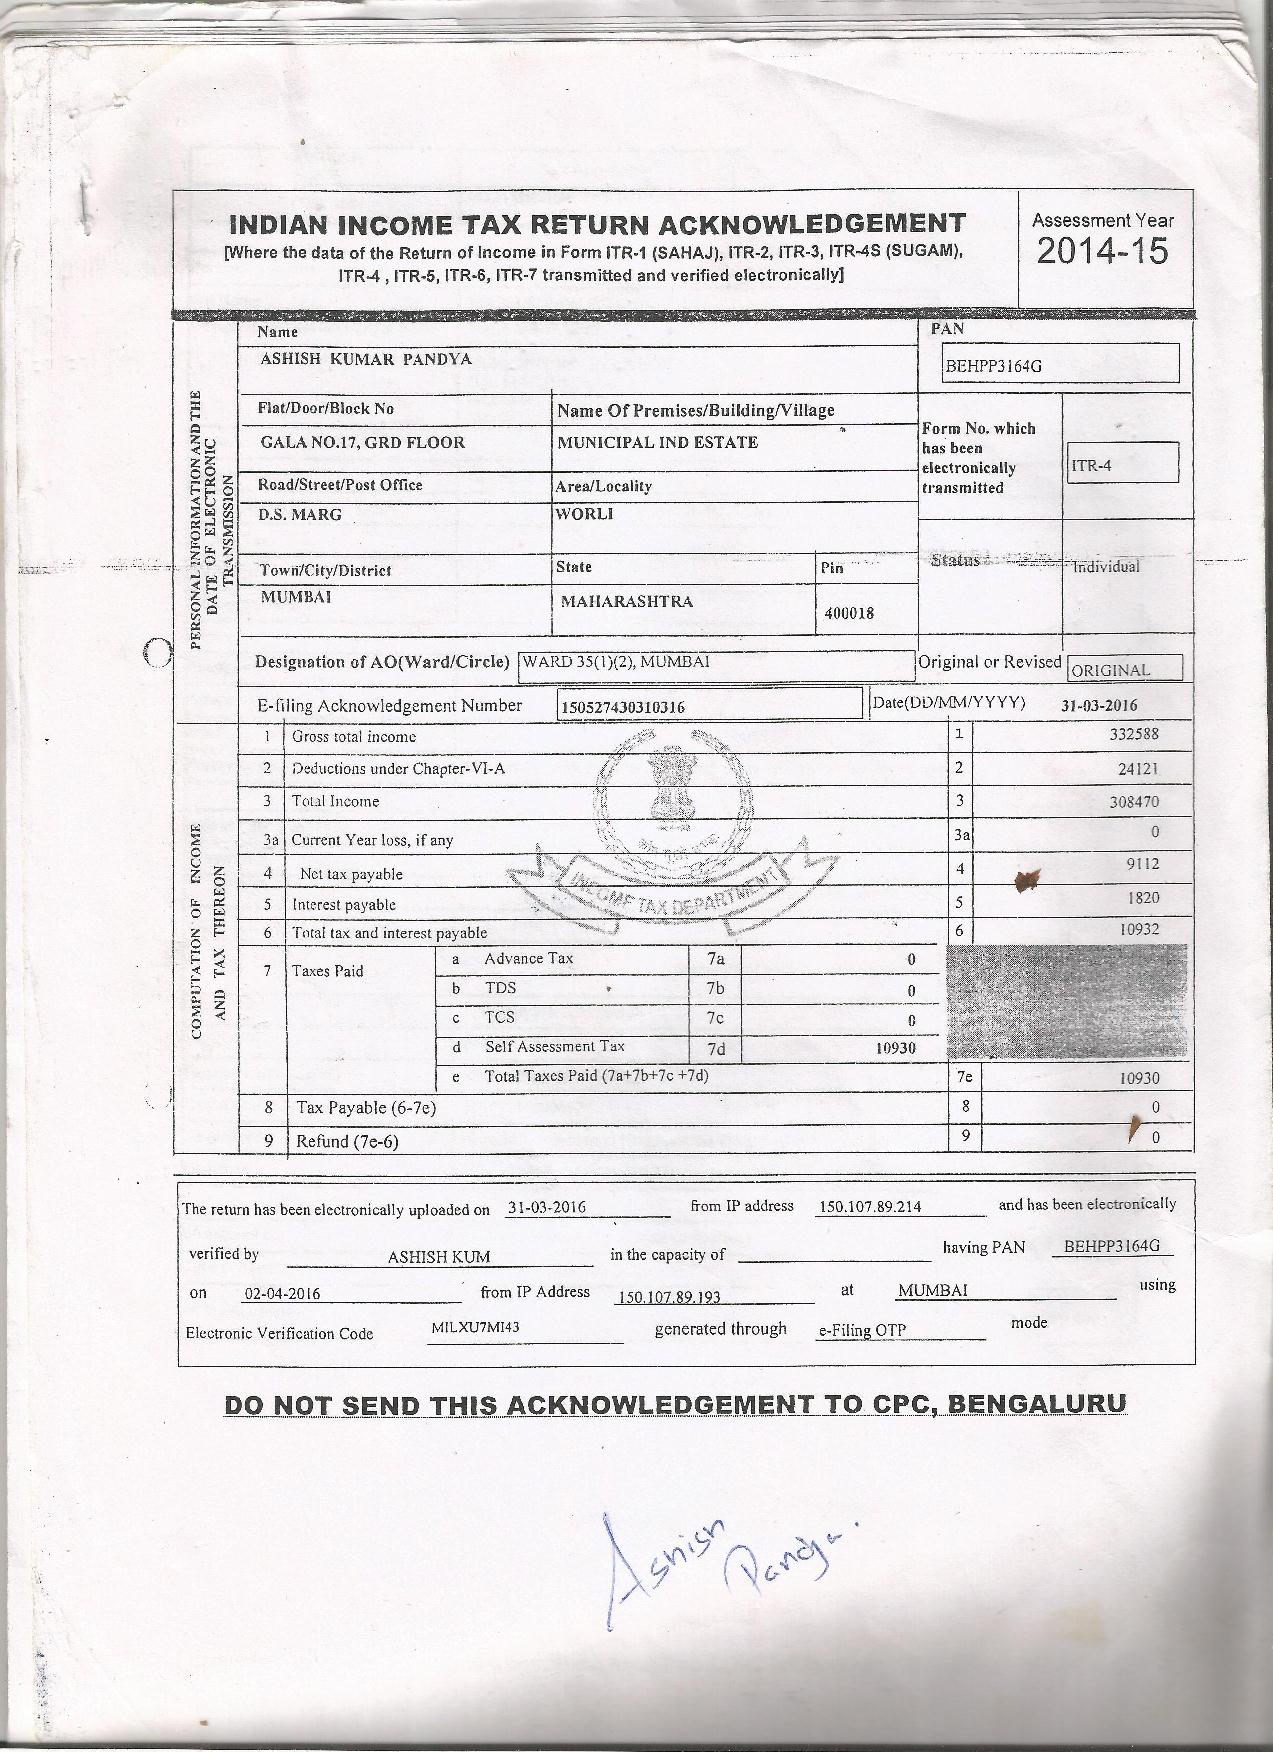 INDIAN INCOME TAX RETURN ACKNOWLEDGEMENT
[Where the data of the Return of Income in Form ITR-1 (SAHAJ), ITR-2, ITR-3, ITR-4S (SUGAM),
ITR-4 , ITR-5, ITR-6, ITR-7 transmitted and verified electronically]
Assessment Year
2014-15
PERSONAL INFORMATION AND THE
DATE OF ELECTRONIC
TRANSMISSION
Name
ASHISH KUMAR PANDYA
PAN
BEHPP3164G
Flat/Door/Block No
Name Of Premises/Building/Village
GALA NO.17, GRD FLOOR
MUNICIPAL IND ESTATE
Form No. which
has been
electronically
transmitted
ITR-4
Road/Street/Post Office
Area/Locality
D.S. MARG
WORLI
Town/City/District
State
Pin
Status
Individual
MUMBAI
MAHARASHTRA
400018
Designation of AO(Ward/Circle) WARD 35(1)(2), MUMBAI
Original or Revised ORIGINAL
E-filing Acknowledgement Number 150527430310316
Date(DD/MM/YYYY) 31-03-2016
COMPUTATION OF INCOME
AND TAX THEREON
1 Gross total income 1 332588
2 Deductions under Chapter-VI-A 2 24121
3 Total Income 3 308470
3a Current Year loss, if any 3a 0
4 Net tax payable 4 9112
5 Interest payable 5 1820
6 Total tax and interest payable 6 10932
INCOME TAX DEPARTMENT
7 Taxes Paid
a Advance Tax 7a 0
b TDS 7b 0
c TCS 7c 0
d Self Assessment Tax 7d 10930
e Total Taxes Paid (7a+7b+7c +7d) 7e 10930
8 Tax Payable (6-7e) 8 0
9 Refund (7e-6) 9 0
The return has been electronically uploaded on 31-03-2016 from IP address 150.107.89.214 and has been electronically
verified by ASHISH KUM in the capacity of having PAN BEHPP3164G
on 02-04-2016 from IP Address 150.107.89.193 at MUMBAI using
Electronic Verification Code MILXU7MI43 generated through e-Filing OTP mode
DO NOT SEND THIS ACKNOWLEDGEMENT TO CPC, BENGALURU
Ashish
Pandya.